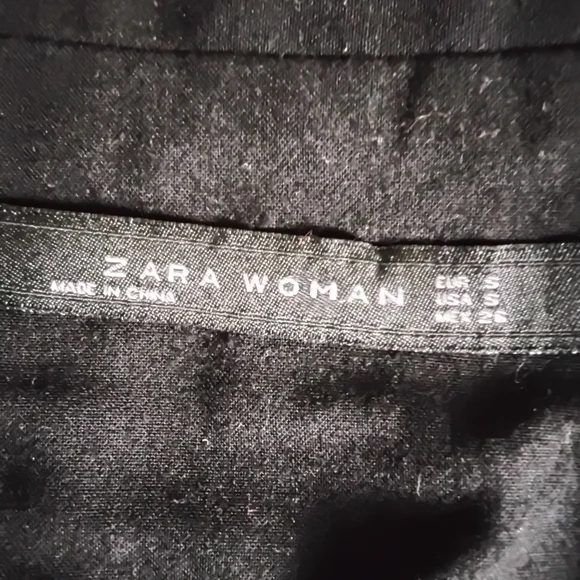 ZARA WOMAN
MADE IN CHINA
EUR S
USA S
MEX 26